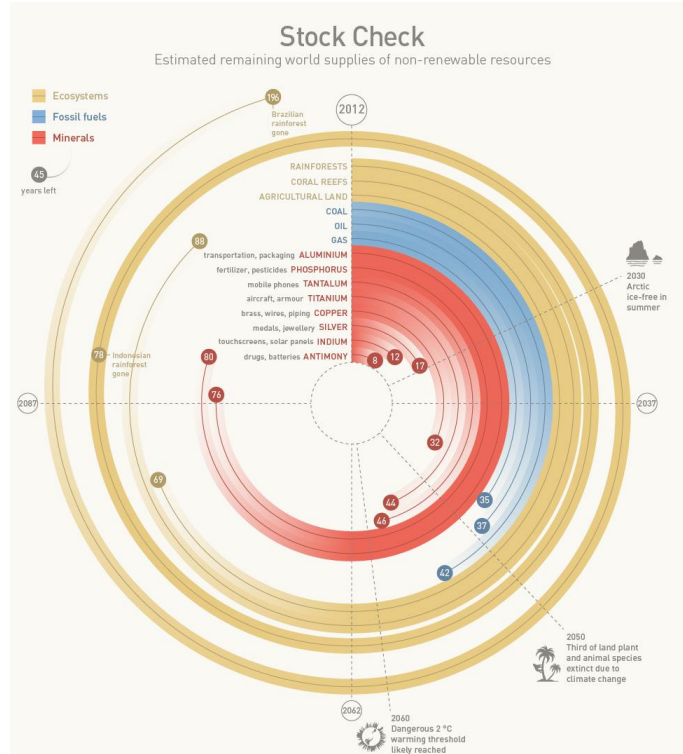 Stock Check
Estimated remaining world supplies of non-renewable resources
Ecosystems
Fossil fuels
Minerals
45
years left
196
Brazilian
rainforest
gone
2012
RAINFORESTS
CORAL REEFS
AGRICULTURAL LAND
COAL
OIL
GAS
transportation, packaging ALUMINIUM
fertilizer, pesticides PHOSPHORUS
mobile phones TANTALUM
aircraft, armour TITANIUM
brass, wires, piping COPPER
medals, jewellery SILVER
touchscreens, solar panels INDIUM
drugs, batteries ANTIMONY
88
78
Indonesian
rainforest
gone
80
76
8
12
17
2030
Arctic
ice-free in
summer
2087
2037
32
69
44
46
35
37
42
2050
Third of land plant
and animal species
extinct due to
climate change
2062
2060
Dangerous 2 °C
warming threshold
likely reached